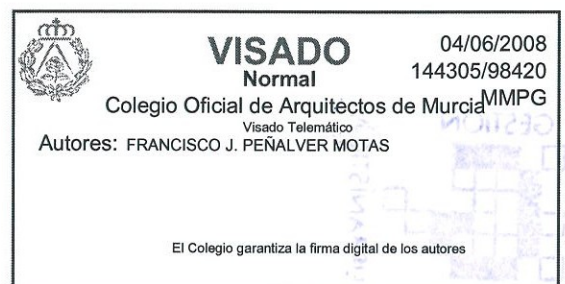 VISADO
04/06/2008
Normal
144305/98420
Colegio Oficial de Arquitectos de Murcia
MMPG
Visado Telemático
Autores: FRANCISCO J. PEÑALVER MOTAS
El Colegio garantiza la firma digital de los autores